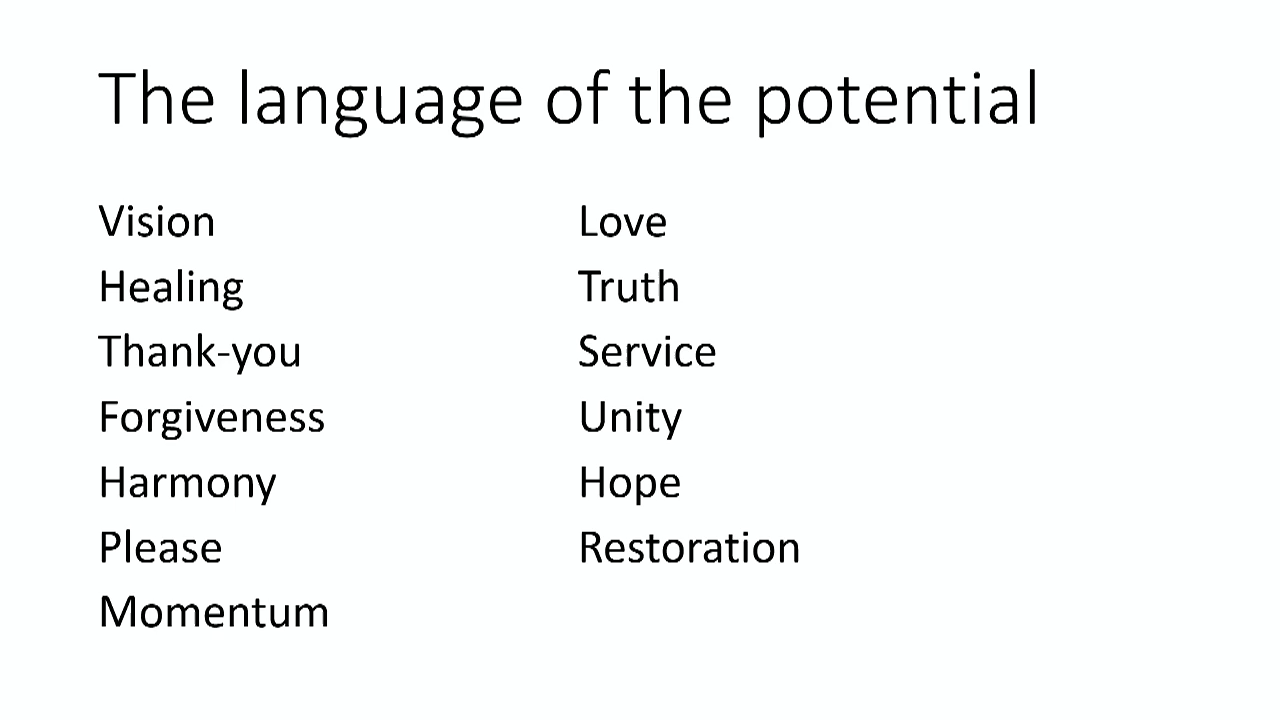 The language of the potential
Vision
Healing
Thank-you
Forgiveness
Harmony
Please
Momentum
Love
Truth
Service
Unity
Hope
Restoration